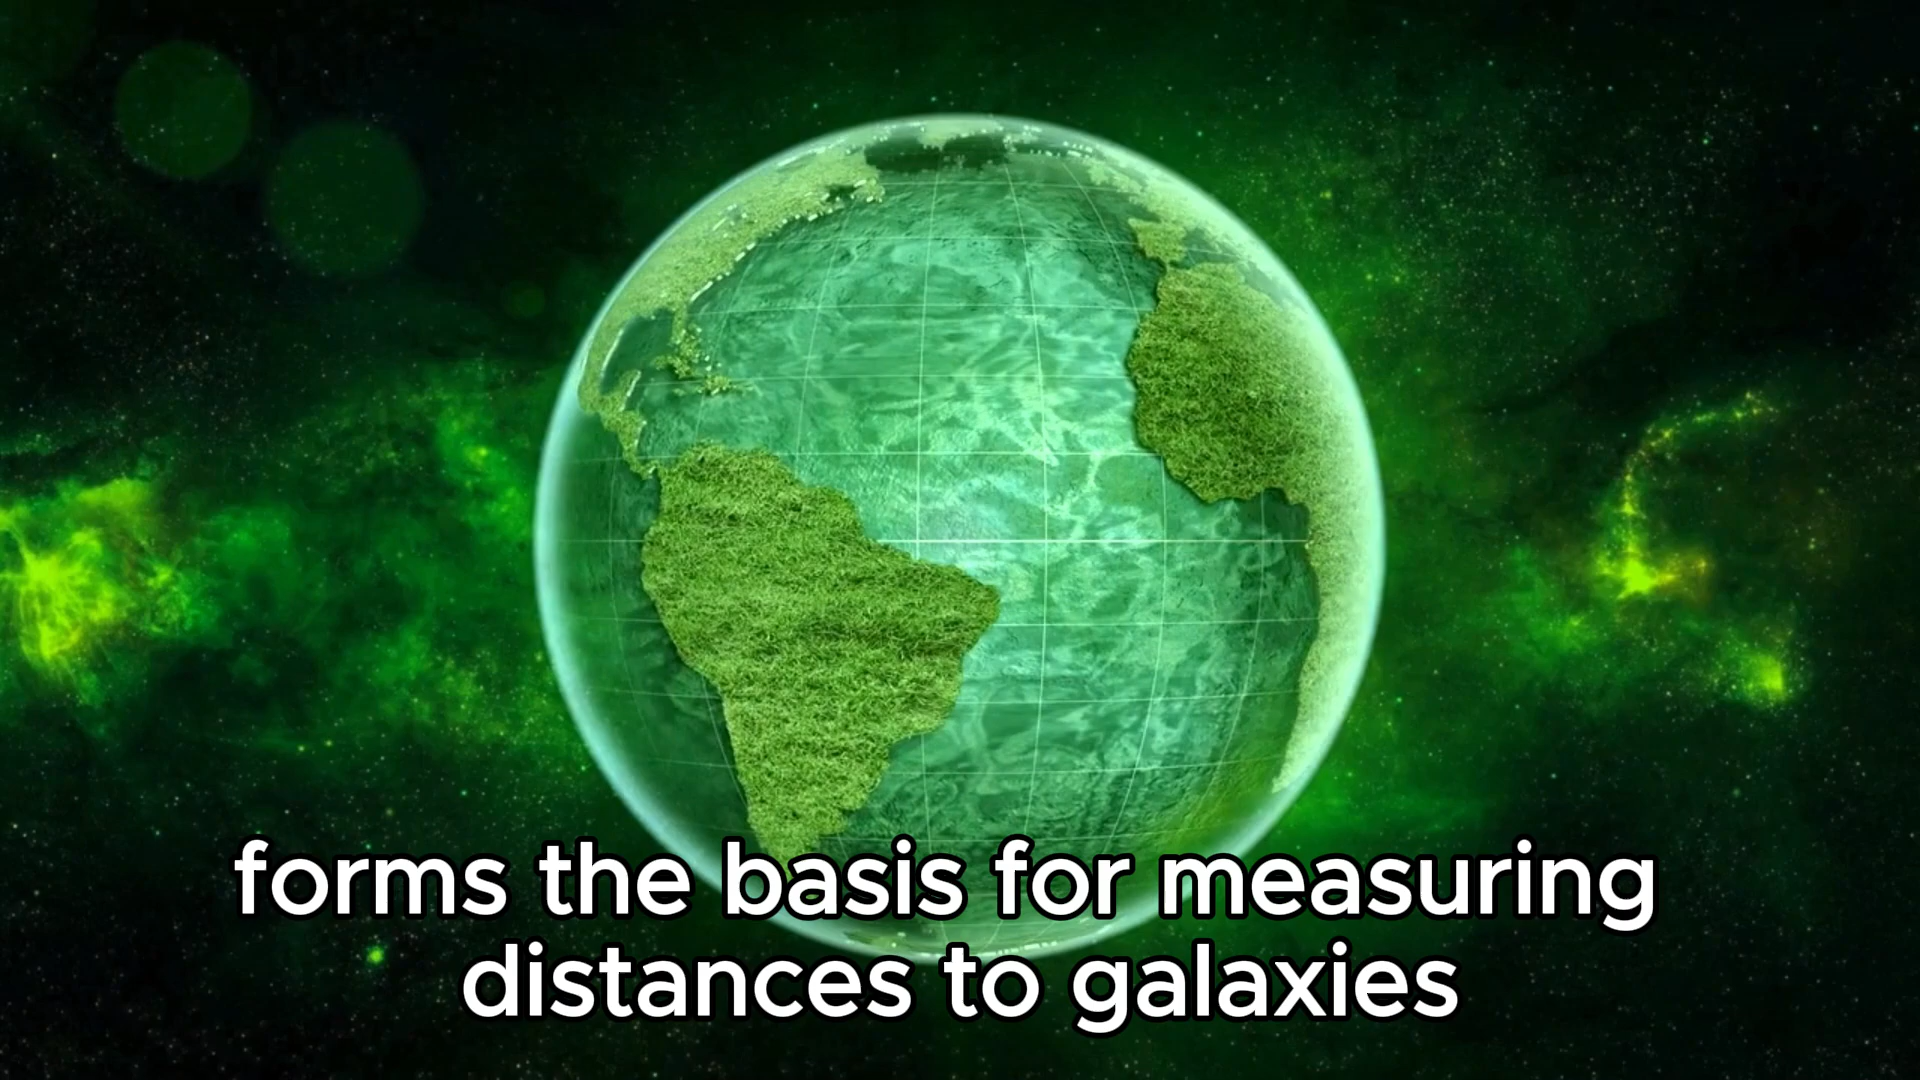 forms the basis for measuring
distances to galaxies